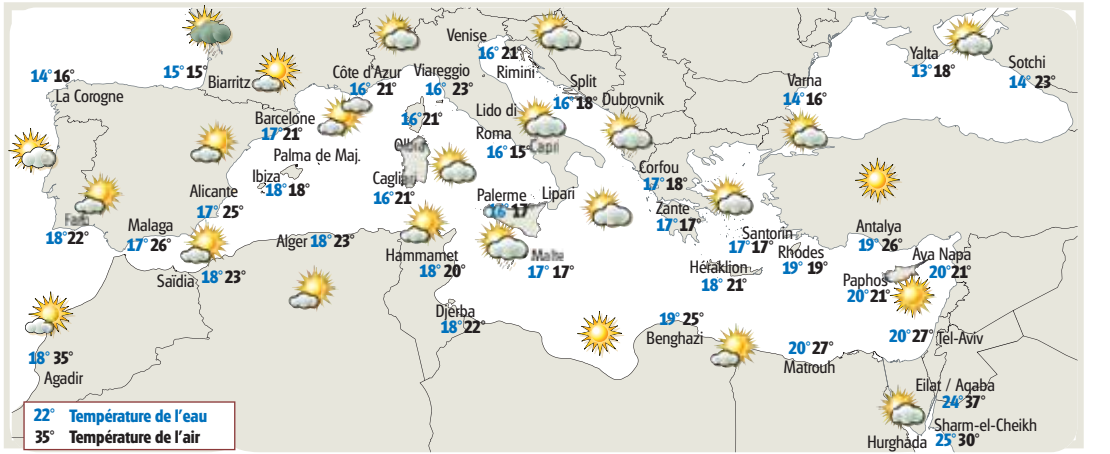 Venise
16° 21°
Rimini
Yalta
13° 18°
Sotchi
14° 23°
14° 16°
La Corogne
15° 15°
Biarritz
Côte d'Azur
16° 21°
Viareggio
16° 23°
Split
16° 18°
Dubrovnik
Varna
14° 16°
Barcelone
17° 21°
16° 21°
Olbia
Lido di
Roma
16° 15°
Capri
Palma de Maj.
Ibiza
18° 18°
Cagliari
16° 21°
Corfou
17° 18°
Alicante
17° 25°
Palerme
16° 17°
Lipari
Zante
17° 17°
Faro
18° 22°
Malaga
17° 26°
Alger 18° 23°
Santorin
17° 17°
Rhodes
19° 19°
Antalya
19° 26°
Saïdia
18° 23°
Hammamet
18° 20°
Malte
17° 17°
Héraklion
18° 21°
Aya Napa
20° 21°
Paphos
20° 21°
Djerba
18° 22°
19° 25°
Benghazi
20° 27°
Matrouh
20° 27°
Tel-Aviv
18° 35°
Agadir
Eilat / Aqaba
24° 37°
Sharm-el-Cheikh
Hurghada
25° 30°
22° Température de l'eau
35° Température de l'air